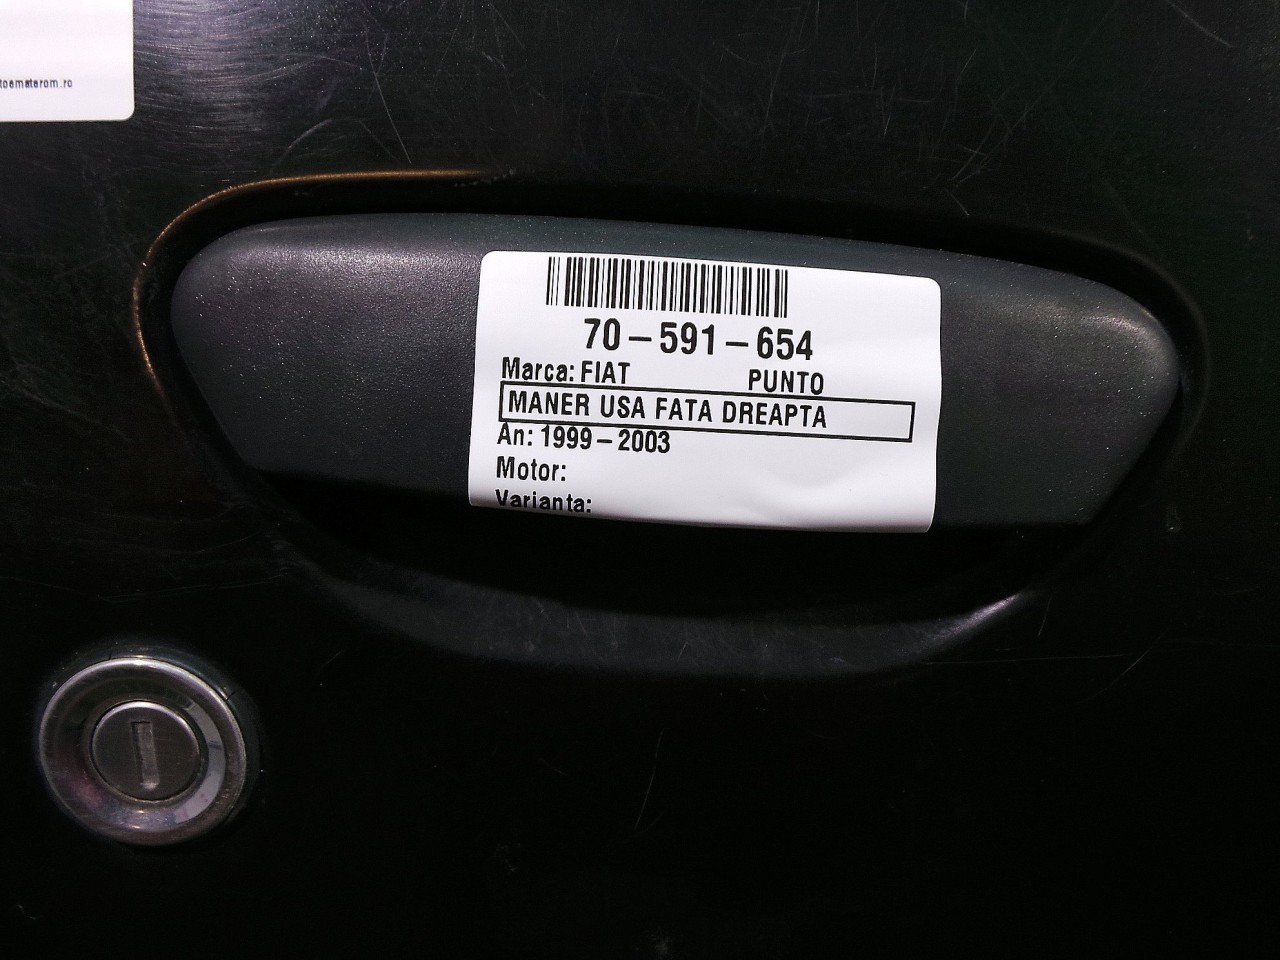 70-591-654
Marca: FIAT PUNTO
MANER USA FATA DREAPTA
An: 1999-2003
Motor:
Varianta: